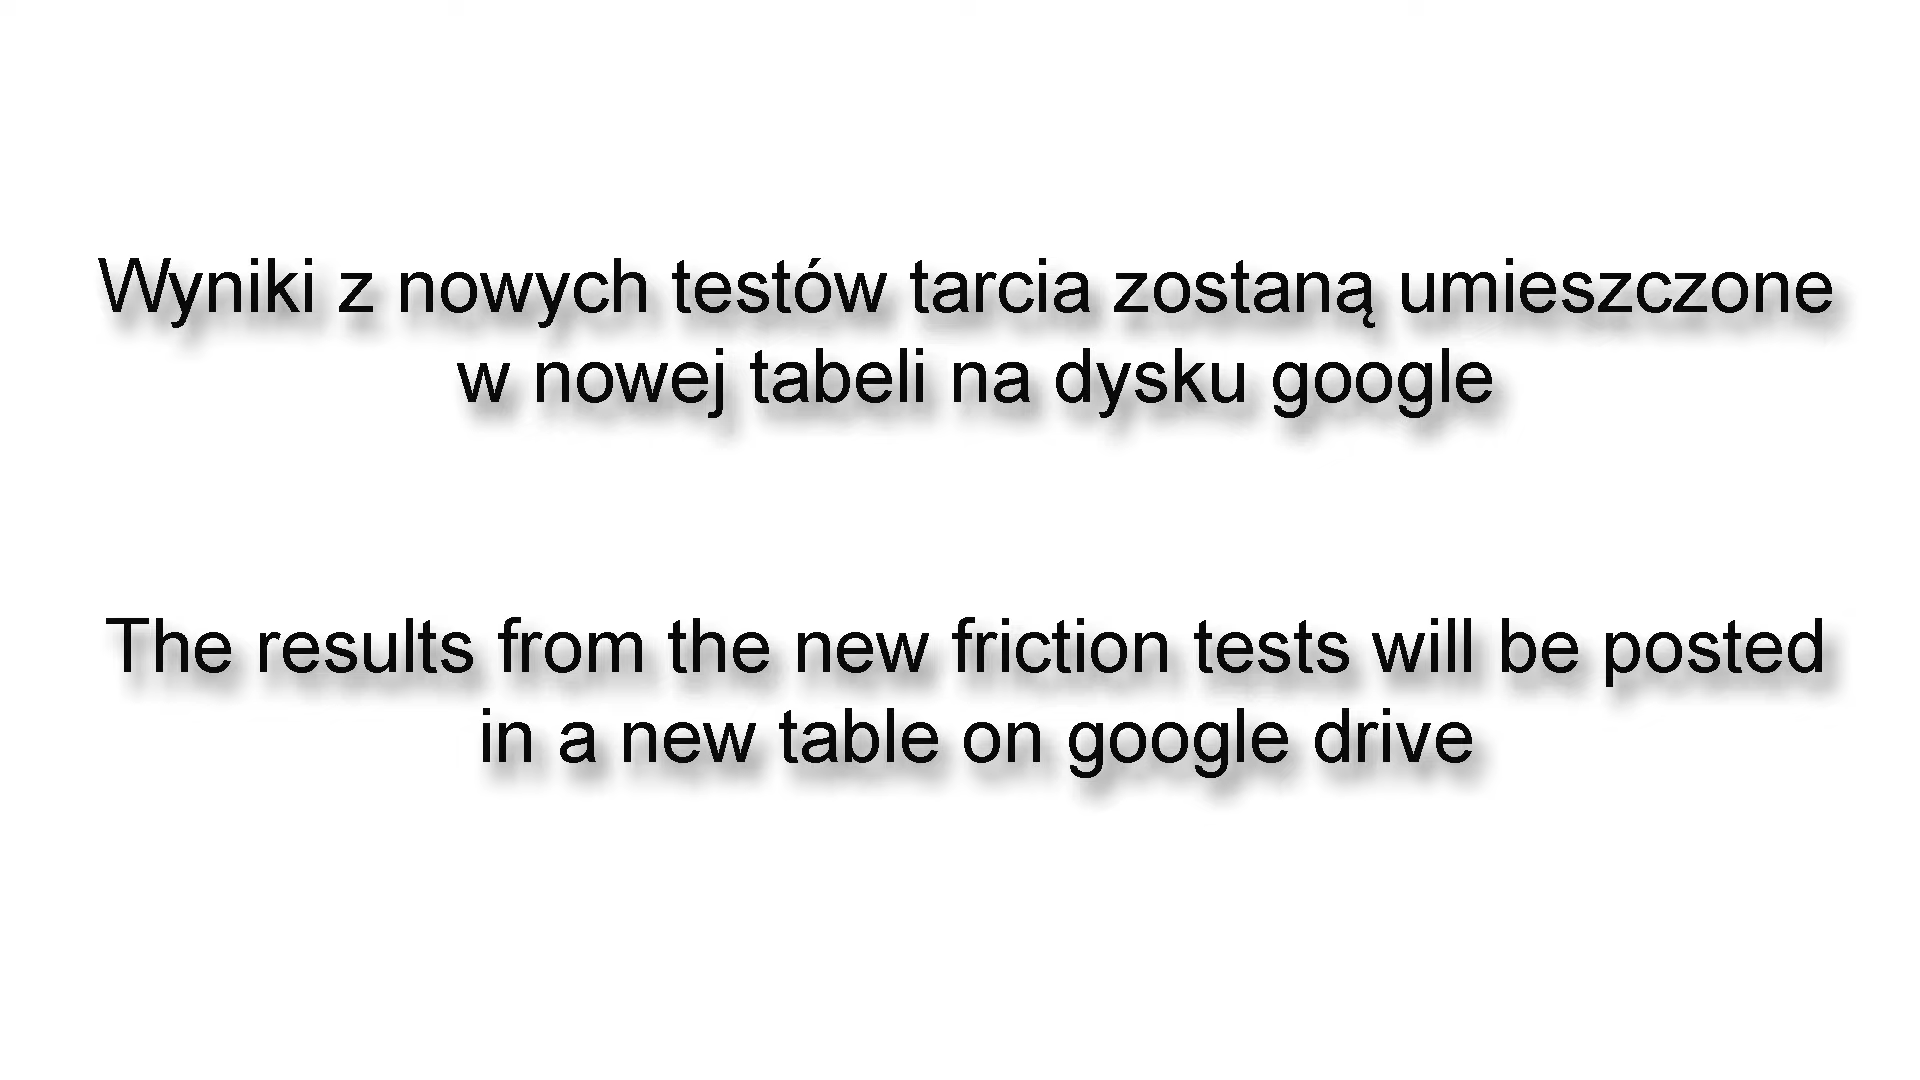 Wyniki z nowych testów tarcia zostaną umieszczone
w nowej tabeli na dysku google
The results from the new friction tests will be posted
in a new table on google drive